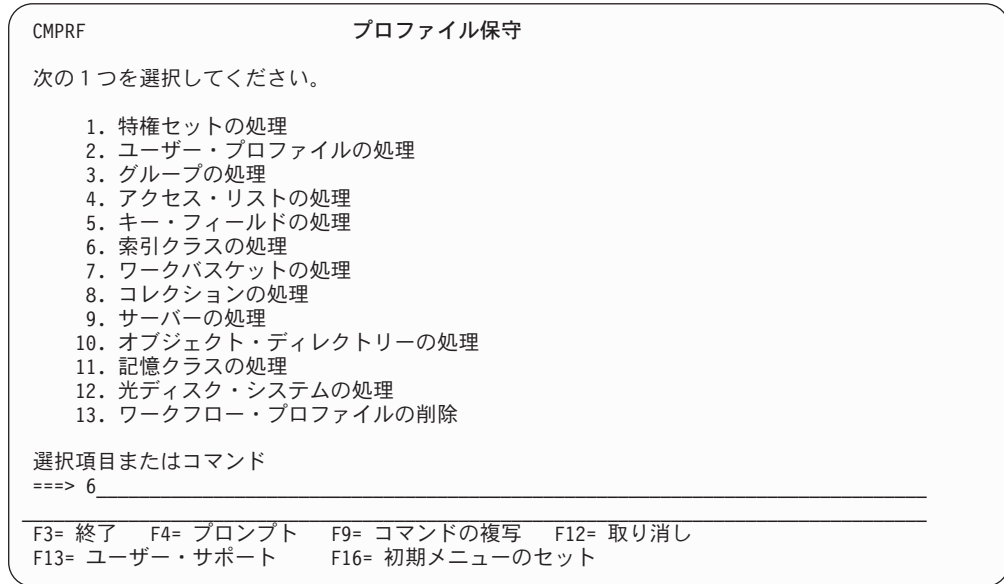 CMPRF プロファイル保守
次の1つを選択してください。
1. 特権セットの処理
2. ユーザー・プロファイルの処理
3. グループの処理
4. アクセス・リストの処理
5. キー・フィールドの処理
6. 索引クラスの処理
7. ワークバスケットの処理
8. コレクションの処理
9. サーバーの処理
10. オブジェクト・ディレクトリーの処理
11. 記憶クラスの処理
12. 光ディスク・システムの処理
13. ワークフロー・プロファイルの削除
選択項目またはコマンド
===> 6
F3= 終了 F4= プロンプト F9= コマンドの複写 F12= 取り消し
F13= ユーザー・サポート F16= 初期メニューのセット